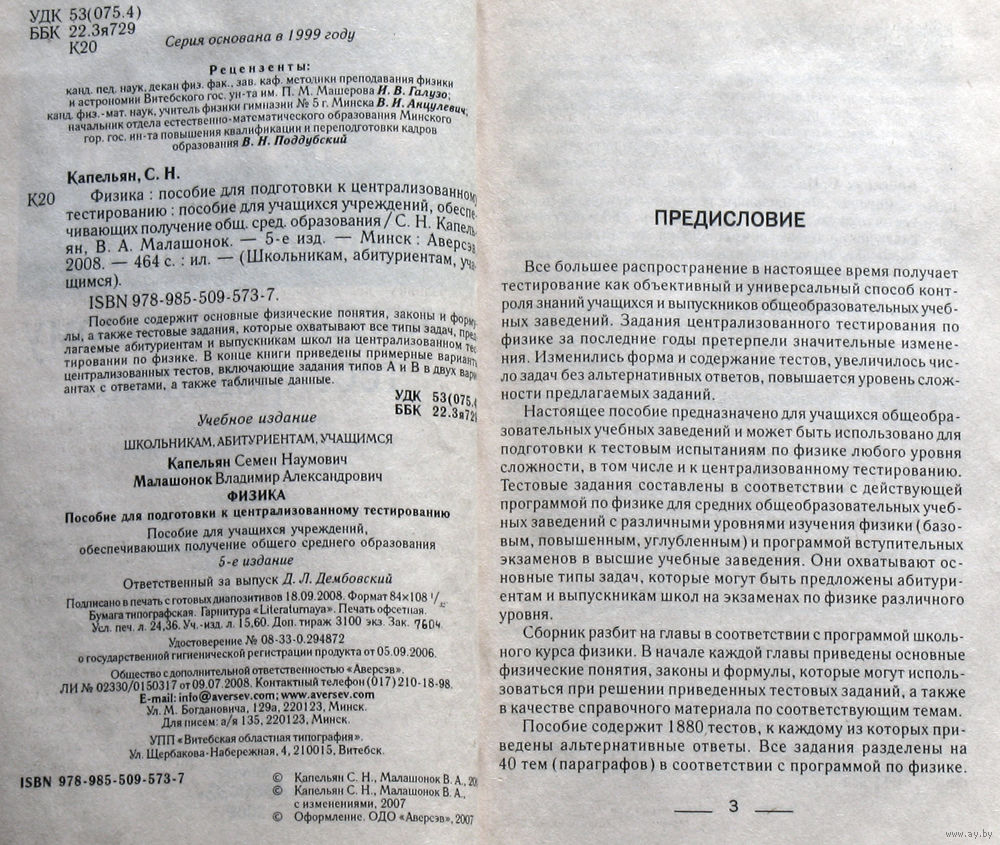 УДК 53(075.4)
ББК 22.3я729
К20
Серия основана в 1999 году
Рецензенты:
канд. пед. наук, декан физ. фак., зав. каф. методики преподавания физики
и астрономии Витебского гос. ун-та им. П. М. Машерова И. В. Галузо;
канд. физ.-мат. наук, учитель физики гимназии № 5 г. Минска В. И. Анцулевич;
начальник отдела естественно-математического образования Минского
гор. гос. ин-та повышения квалификации и переподготовки кадров
образования В. Н. Поддубский
Капельян, С. Н.
К20 Физика : пособие для подготовки к централизованному
тестированию : пособие для учащихся учреждений, обеспе-
чивающих получение общ. сред. образования / С. Н. Капель-
ян, В. А. Малашонок. — 5-е изд. — Минск : Аверсэв,
2008. — 464 с. : ил. — (Школьникам, абитуриентам, уча-
щимся).
ISBN 978-985-509-573-7.
Пособие содержит основные физические понятия, законы и форму-
лы, а также тестовые задания, которые охватывают все типы задач, пред-
лагаемые абитуриентам и выпускникам школ на централизованном тес-
тировании по физике. В конце книги приведены примерные варианты
централизованных тестов, включающие задания типов А и В в двух вари-
антах с ответами, а также табличные данные.
УДК 53(075.4
ББК 22.3я729
Учебное издание
ШКОЛЬНИКАМ, АБИТУРИЕНТАМ, УЧАЩИМСЯ
Капельян Семен Наумович
Малашонок Владимир Александрович
ФИЗИКА
Пособие для подготовки к централизованному тестированию
Пособие для учащихся учреждений,
обеспечивающих получение общего среднего образования
5-е издание
Ответственный за выпуск Д. Л. Дембовский
Подписано в печать с готовых диапозитивов 18.09.2008. Формат 84×108 1/
Бумага типографская. Гарнитура «Literaturnaya». Печать офсетная.
Усл. печ. л. 24,36. Уч.-изд. л. 15,60. Доп. тираж 3100 экз. Зак. 7604.
Удостоверение № 08-33-0.294872
о государственной гигиенической регистрации продукта от 05.09.2006.
Общество с дополнительной ответственностью «Аверсэв».
ЛИ № 02330/0150317 от 09.07.2008. Контактный телефон (017) 210-18-98.
E-mail: info@aversev.com; www.aversev.com
Ул. М. Богдановича, 129а, 220123, Минск.
Для писем: а/я 135, 220123, Минск.
УПП «Витебская областная типография».
Ул. Щербакова-Набережная, 4, 210015, Витебск.
ISBN 978-985-509-573-7
© Капельян С. Н., Малашонок В. А., 20
© Капельян С. Н., Малашонок В. А.,
с изменениями, 2007
© Оформление. ОДО «Аверсэв», 2007
ПРЕДИСЛОВИЕ
Все большее распространение в настоящее время получает
тестирование как объективный и универсальный способ конт-
роля знаний учащихся и выпускников общеобразовательных учеб-
ных заведений. Задания централизованного тестирования по
физике за последние годы претерпели значительные измене-
ния. Изменились форма и содержание тестов, увеличилось чис-
ло задач без альтернативных ответов, повышается уровень слож-
ности предлагаемых заданий.
Настоящее пособие предназначено для учащихся общеобра-
зовательных учебных заведений и может быть использовано для
подготовки к тестовым испытаниям по физике любого уровня
сложности, в том числе и к централизованному тестированию.
Тестовые задания составлены в соответствии с действующей
программой по физике для средних общеобразовательных учеб-
ных заведений с различными уровнями изучения физики (базо-
вым, повышенным, углубленным) и программой вступительных
экзаменов в высшие учебные заведения. Они охватывают ос-
новные типы задач, которые могут быть предложены абитури-
ентам и выпускникам школ на экзаменах по физике различного
уровня.
Сборник разбит на главы в соответствии с программой школь-
ного курса физики. В начале каждой главы приведены основные
физические понятия, законы и формулы, которые могут исполь-
зоваться при решении приведенных тестовых заданий, а также
в качестве справочного материала по соответствующим темам.
Пособие содержит 1880 тестов, к каждому из которых при-
ведены альтернативные ответы. Все задания разделены на
40 тем (параграфов) в соответствии с программой по физике.
3
www.ay.by